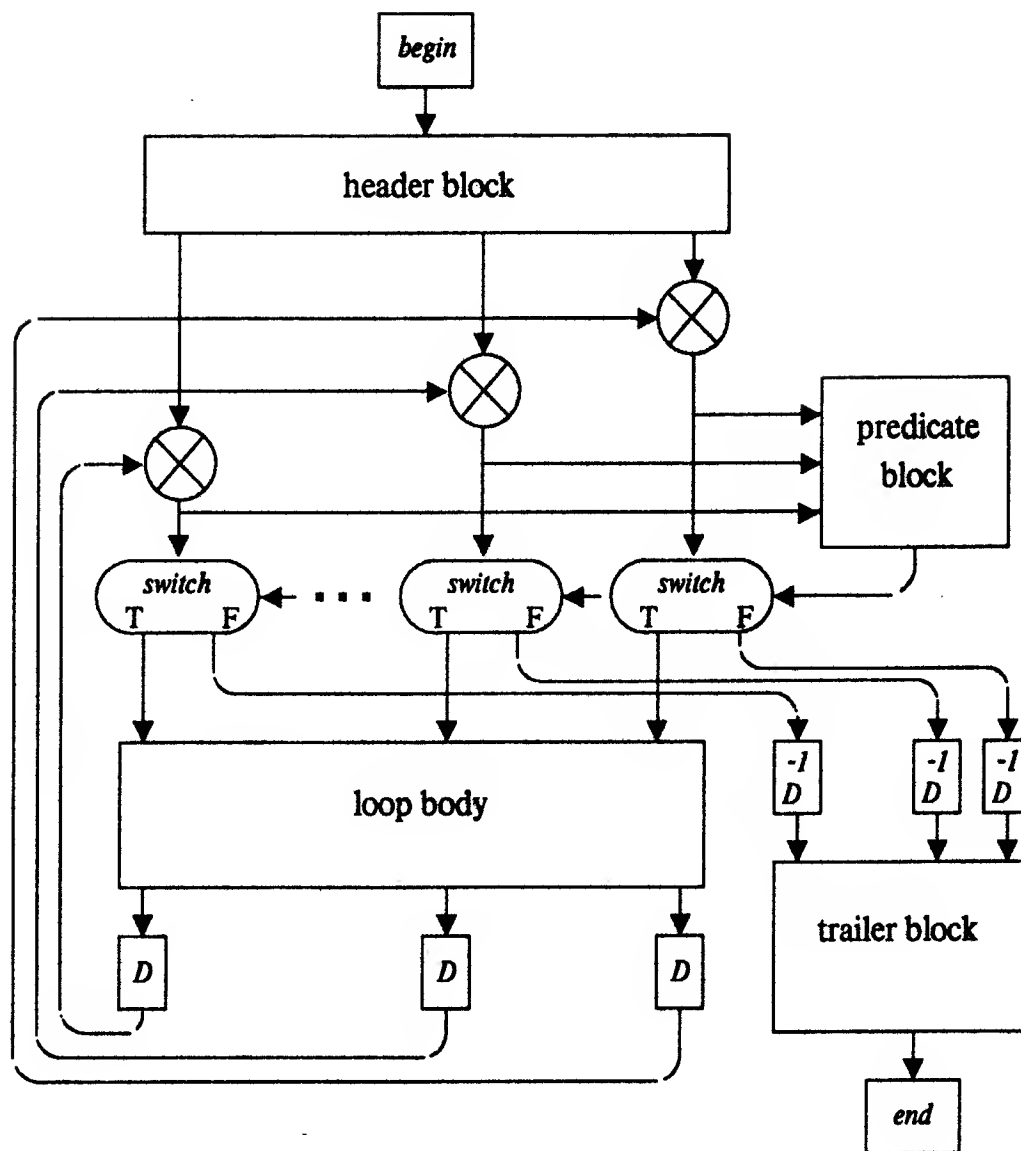 begin
header block
predicate
block
switch
T F
switch
T F
switch
T F
-1
D
-1
D
-1
D
loop body
trailer block
D
D
D
end